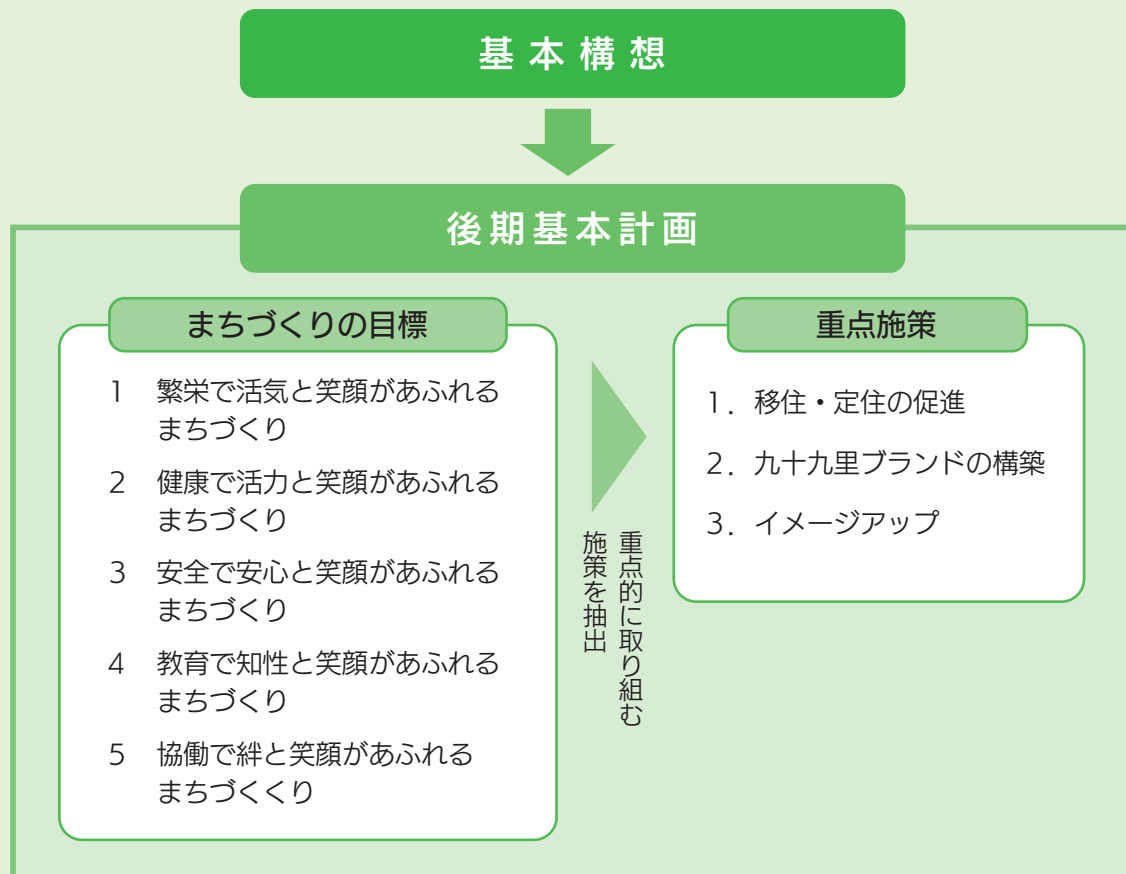 基本構想
後期基本計画
まちづくりの目標
1 繁栄で活気と笑顔があふれる
まちづくり
2 健康で活力と笑顔があふれる
まちづくり
3 安全で安心と笑顔があふれる
まちづくり
4 教育で知性と笑顔があふれる
まちづくり
5 協働で絆と笑顔があふれる
まちづくくり
重点的に取り組む
施策を抽出
重点施策
1．移住・定住の促進
2．九十九里ブランドの構築
3．イメージアップ